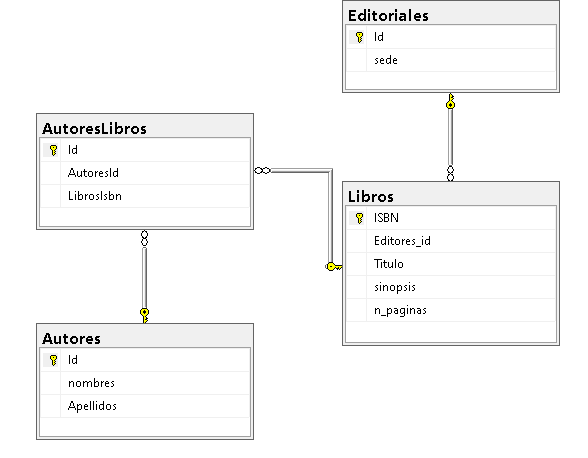 Editoriales
Id
sede
AutoresLibros
Id
AutoresId
LibrosIsbn
Libros
ISBN
Editores_id
Titulo
sinopsis
n_paginas
Autores
Id
nombres
Apellidos